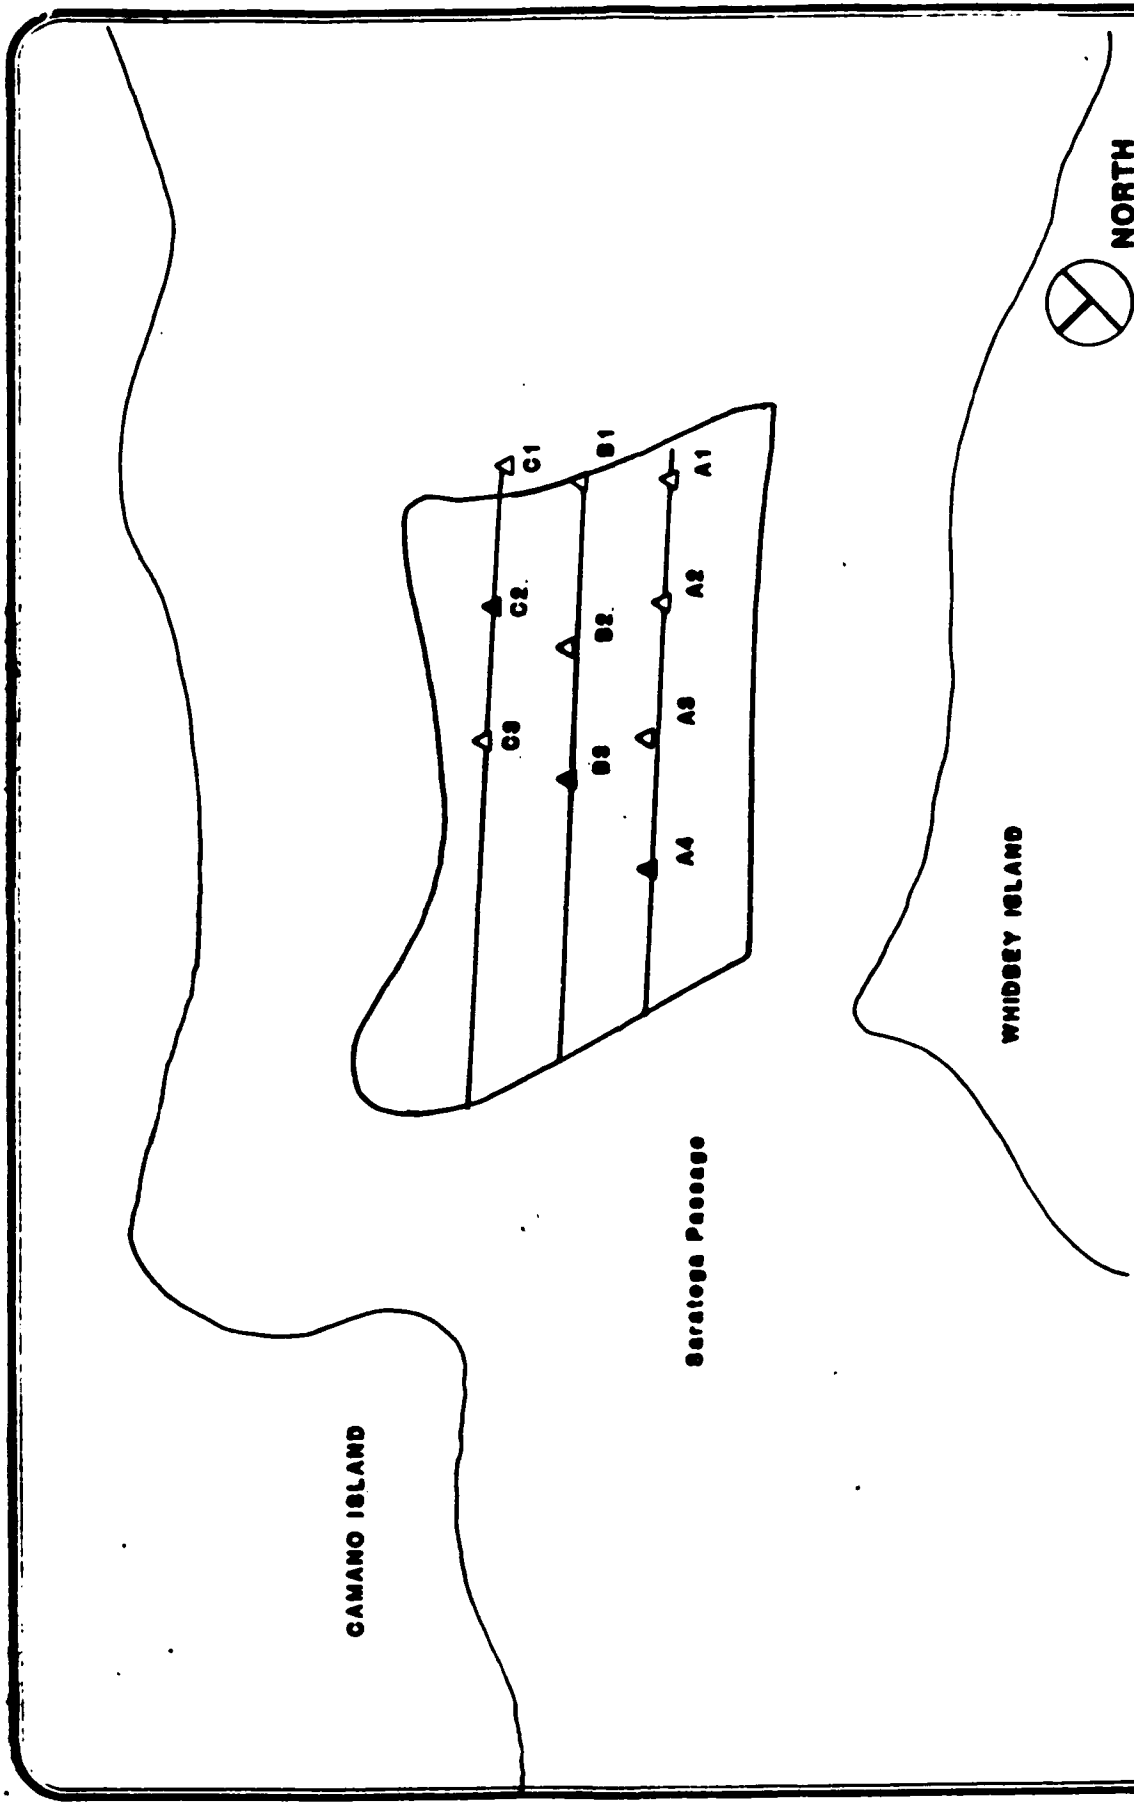 CAMANO ISLAND
C3
C2
C1
B3
B2
B1
A4
A3
A2
A1
Saratoga Passage
WHIDBEY ISLAND
NORTH